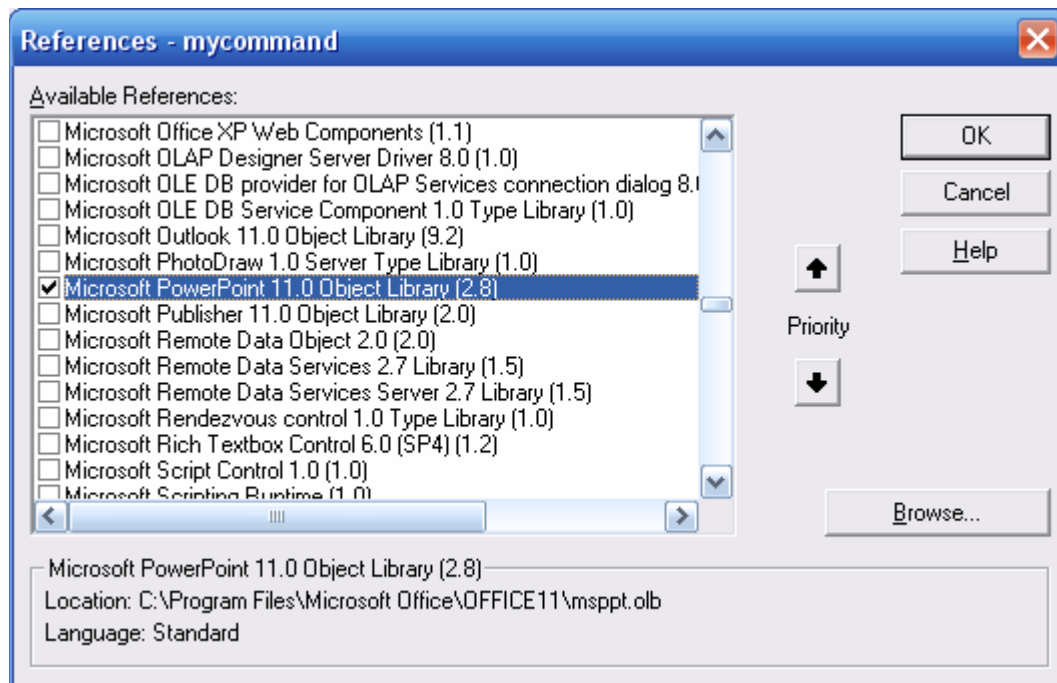 References - mycommand
Available References:
Microsoft Office XP Web Components (1.1)
Microsoft OLAP Designer Server Driver 8.0 (1.0)
Microsoft OLE DB provider for OLAP Services connection dialog 8.
Microsoft OLE DB Service Component 1.0 Type Library (1.0)
Microsoft Outlook 11.0 Object Library (9.2)
Microsoft PhotoDraw 1.0 Server Type Library (1.0)
Microsoft PowerPoint 11.0 Object Library (2.8)
Microsoft Publisher 11.0 Object Library (2.0)
Microsoft Remote Data Object 2.0 (2.0)
Microsoft Remote Data Services 2.7 Library (1.5)
Microsoft Remote Data Services Server 2.7 Library (1.5)
Microsoft Rendezvous control 1.0 Type Library (1.0)
Microsoft Rich Textbox Control 6.0 (SP4) (1.2)
Microsoft Script Control 1.0 (1.0)
Microsoft Scripting Runtime (1.0)
OK
Cancel
Help
Priority
Browse...
Microsoft PowerPoint 11.0 Object Library (2.8)
Location: C:\Program Files\Microsoft Office\OFFICE11\msppt.olb
Language: Standard